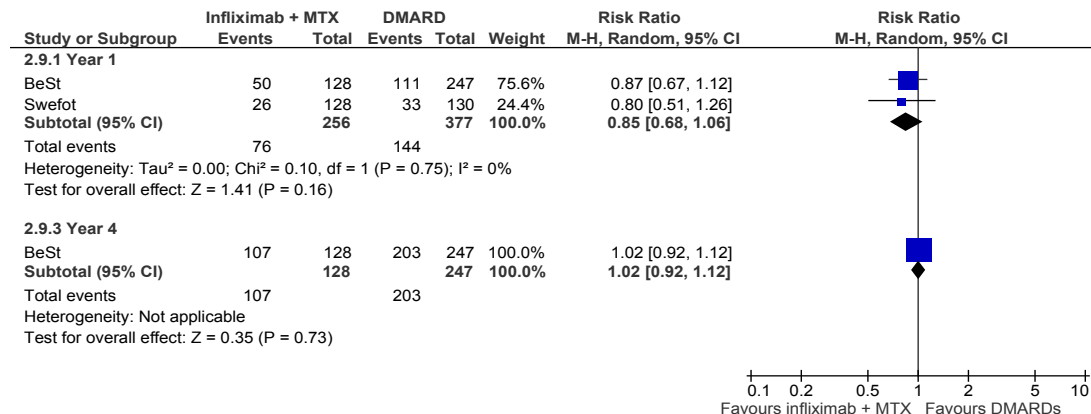 Infliximab + MTX DMARD Risk Ratio Risk Ratio
Study or Subgroup Events Total Events Total Weight M-H, Random, 95% CI M-H, Random, 95% CI
2.9.1 Year 1
BeSt 50 128 111 247 75.6% 0.87 [0.67, 1.12]
Swefot 26 128 33 130 24.4% 0.80 [0.51, 1.26]
Subtotal (95% CI) 256 377 100.0% 0.85 [0.68, 1.06]
Total events 76 144
Heterogeneity: Tau² = 0.00; Chi² = 0.10, df = 1 (P = 0.75); I² = 0%
Test for overall effect: Z = 1.41 (P = 0.16)
2.9.3 Year 4
BeSt 107 128 203 247 100.0% 1.02 [0.92, 1.12]
Subtotal (95% CI) 128 247 100.0% 1.02 [0.92, 1.12]
Total events 107 203
Heterogeneity: Not applicable
Test for overall effect: Z = 0.35 (P = 0.73)
0.1 0.2 0.5 1 2 5 10
Favours infliximab + MTX Favours DMARDs